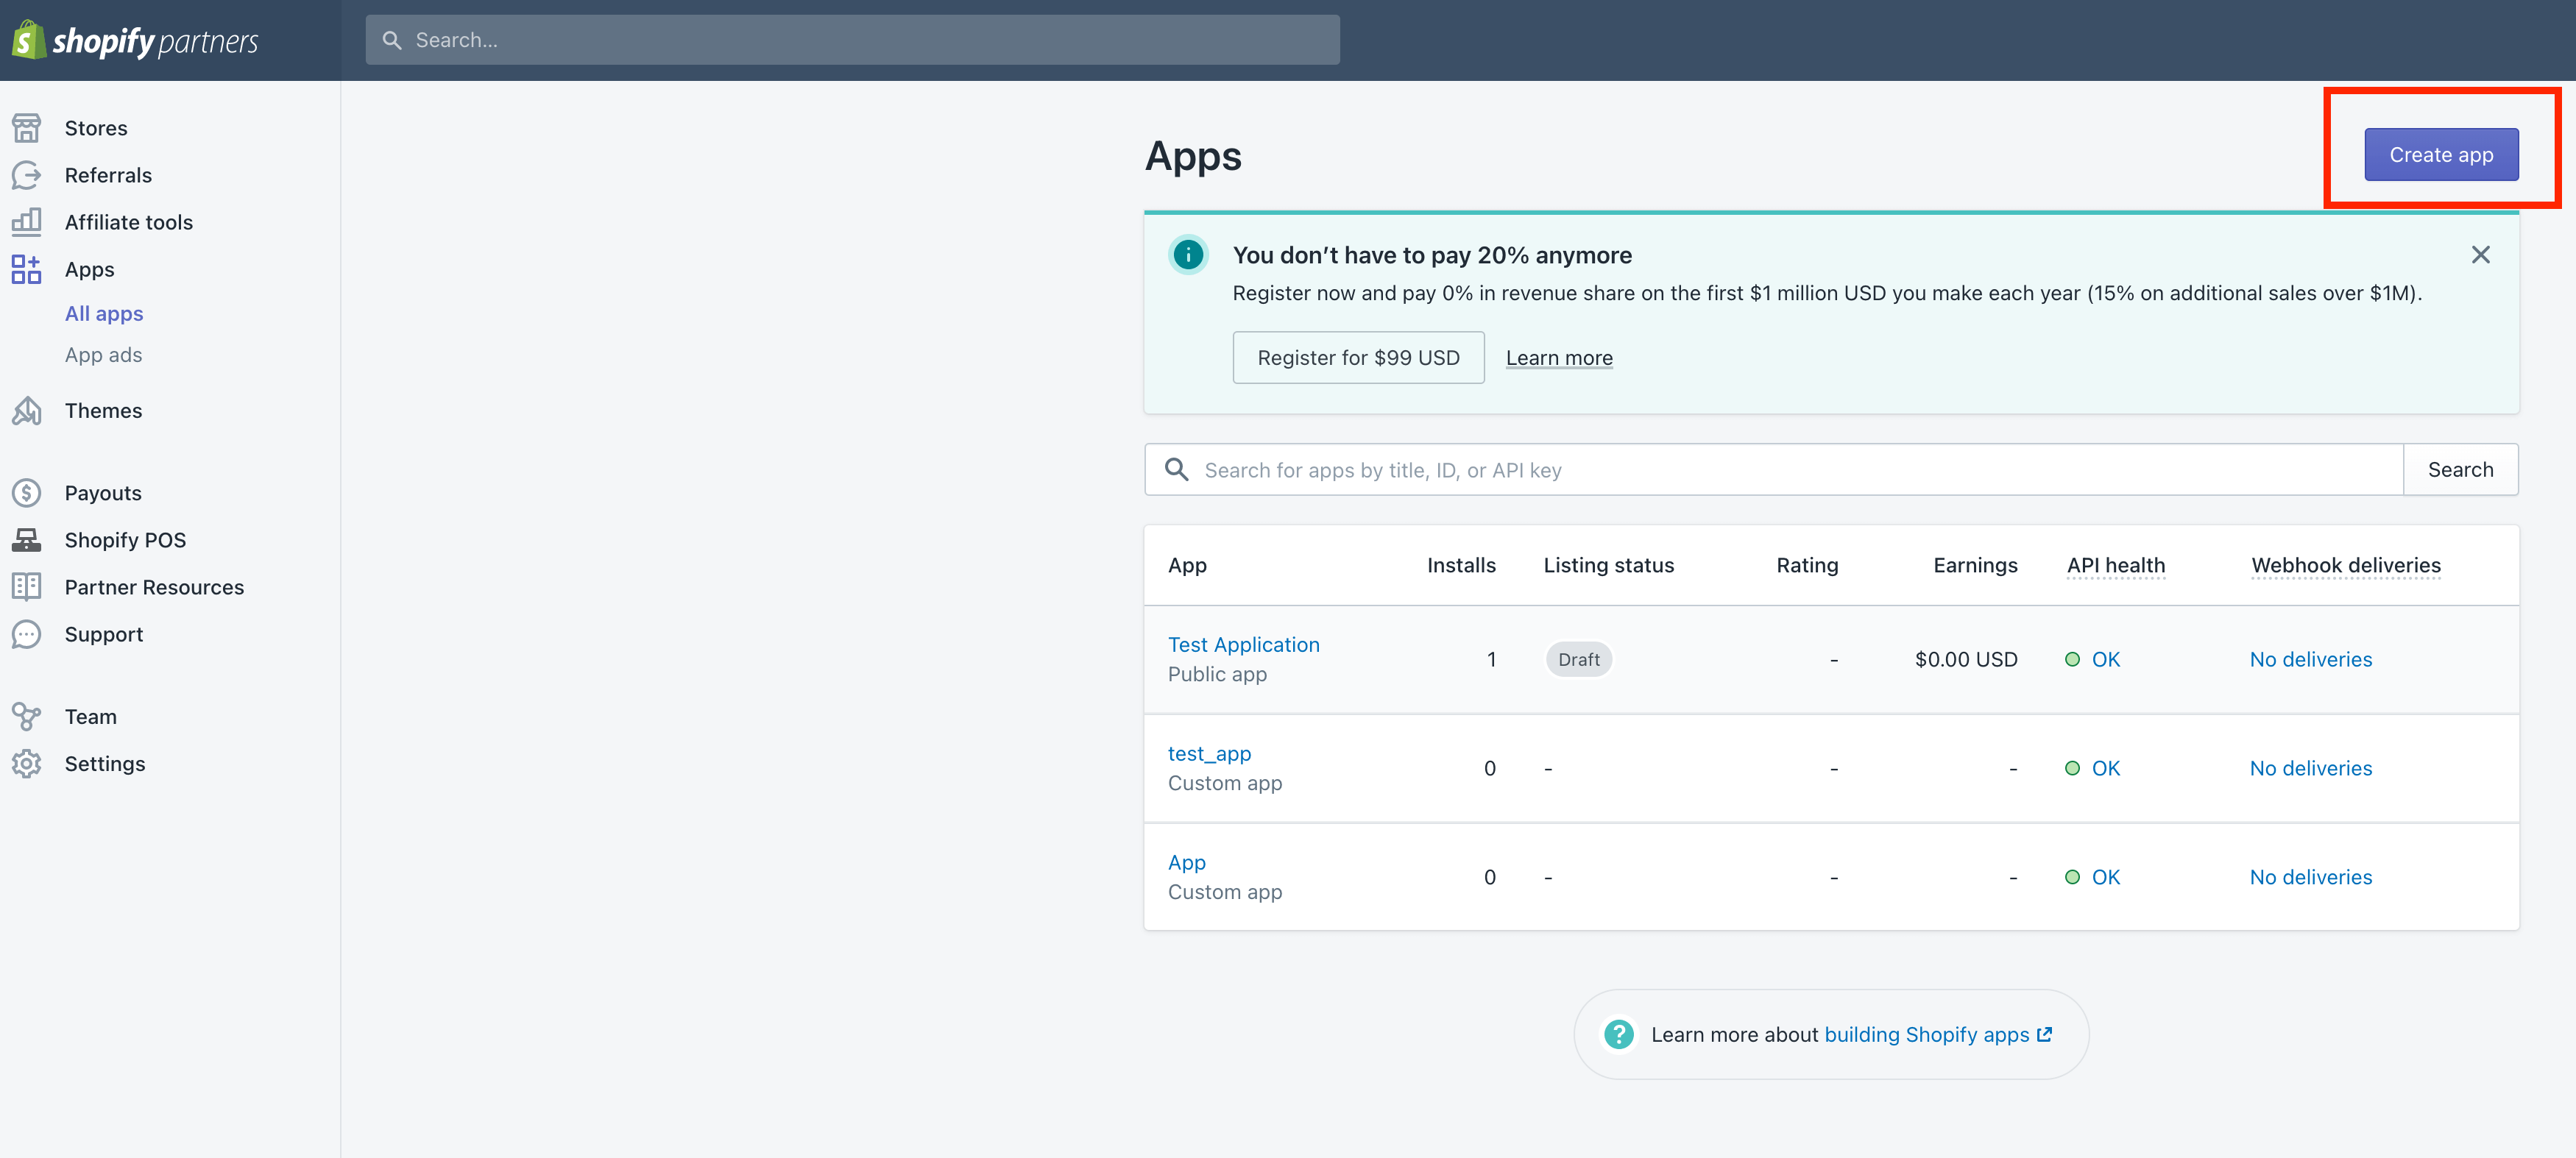 shopify partners
Search...
Stores
Referrals
Affiliate tools
Apps
All apps
App ads
Themes
Payouts
Shopify POS
Partner Resources
Support
Team
Settings
Apps
Create app
You don’t have to pay 20% anymore
Register now and pay 0% in revenue share on the first $1 million USD you make each year (15% on additional sales over $1M).
Register for $99 USD Learn more
Search for apps by title, ID, or API key Search
App Installs Listing status Rating Earnings API health Webhook deliveries
Test Application
Public app
1 Draft - $0.00 USD OK No deliveries
test_app
Custom app
0 - - - OK No deliveries
App
Custom app
0 - - - OK No deliveries
Learn more about building Shopify apps